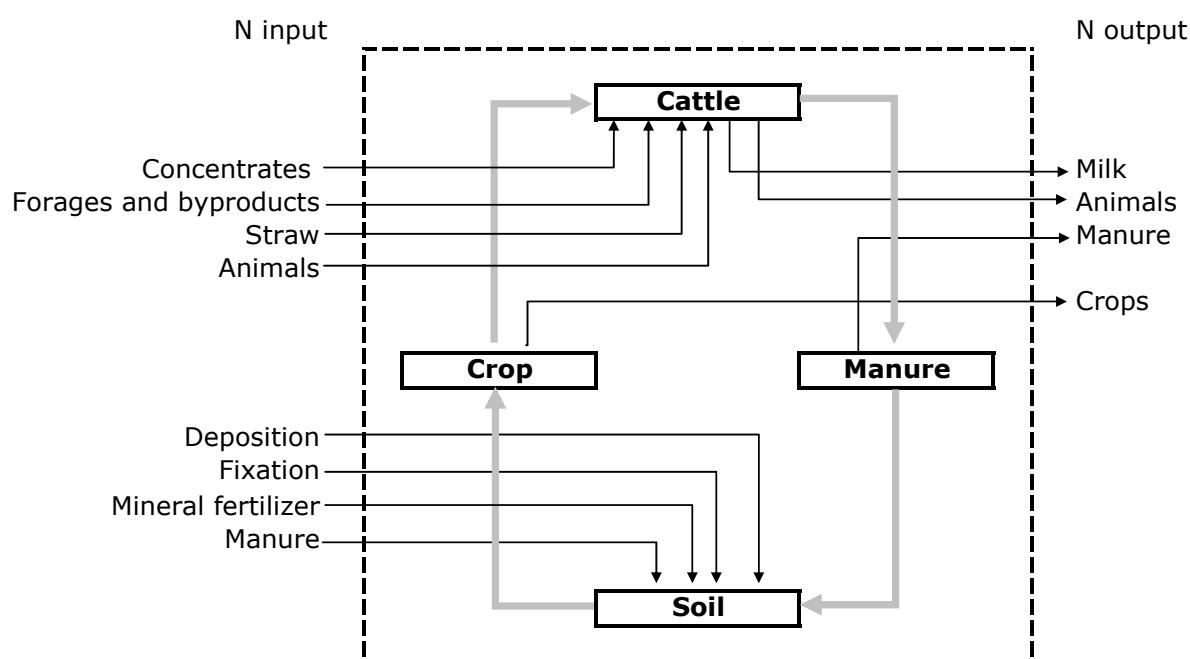 N input
N output
Cattle
Concentrates
Milk
Forages and byproducts
Animals
Straw
Manure
Animals
Crops
Crop
Manure
Deposition
Fixation
Mineral fertilizer
Manure
Soil